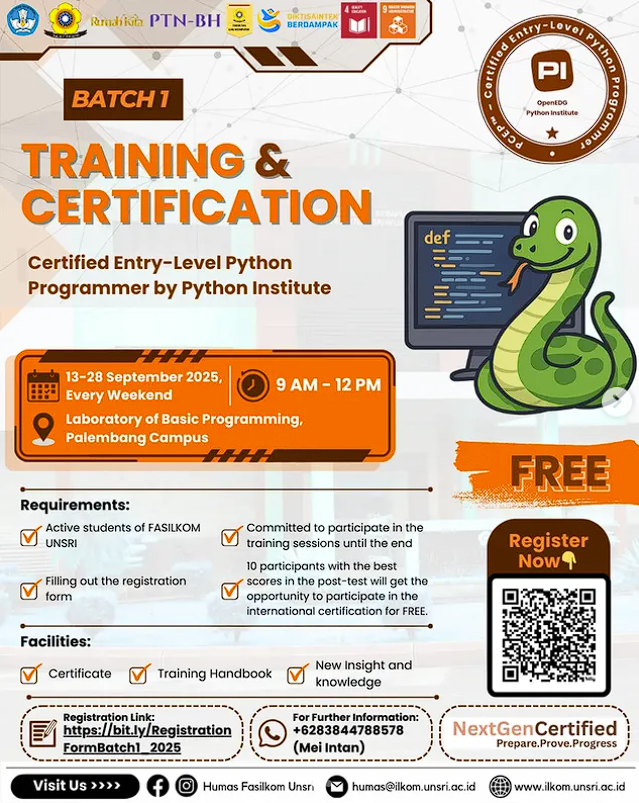 Rumah Kita
PTN-BH
DIKTISAINTEK
BERDAMPAK
4 QUALITY
EDUCATION
9
PCEP™ – Certified Entry-Level Python Programmer
PI
OpenEDG
Python Institute
BATCH 1
TRAINING &
CERTIFICATION
Certified Entry-Level Python
Programmer by Python Institute
def
13-28 September 2025,
Every Weekend
9 AM – 12 PM
Laboratory of Basic Programming,
Palembang Campus
FREE
Requirements:
Active students of FASILKOM
UNSRI
Committed to participate in the
training sessions until the end
Filling out the registration
form
10 participants with the best
scores in the post-test will get the
opportunity to participate in the
international certification for FREE.
Register
Now👇
Facilities:
Certificate
Training Handbook
New Insight and
knowledge
Registration Link:
https://bit.ly/Registration
FormBatch1_2025
For Further Information:
+6283844788578
(Mei Intan)
NextGenCertified
Prepare.Prove.Progress
Visit Us >>>>
Humas Fasilkom Unsri
humas@ilkom.unsri.ac.id
www.ilkom.unsri.ac.id